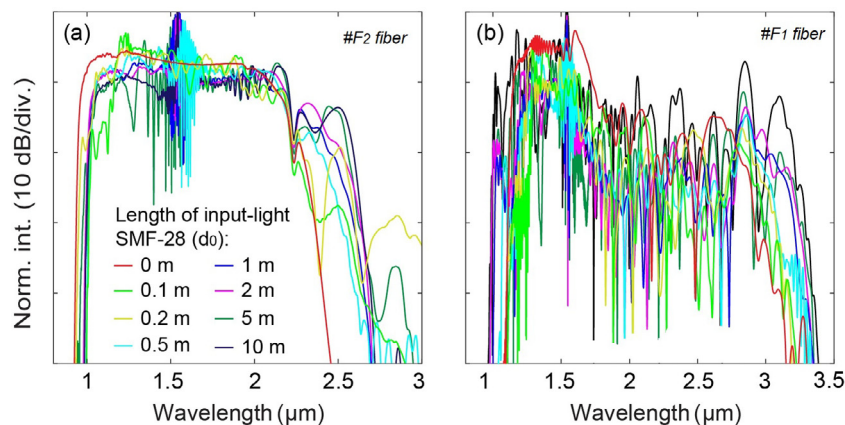 (a)
#F₂ fiber
Norm. int. (10 dB/div.)
Length of input-light
SMF-28 (d₀):
0 m
1 m
0.1 m
2 m
0.2 m
5 m
0.5 m
10 m
1 1.5 2 2.5 3
Wavelength (μm)
(b)
#F₁ fiber
1 1.5 2 2.5 3 3.5
Wavelength (μm)